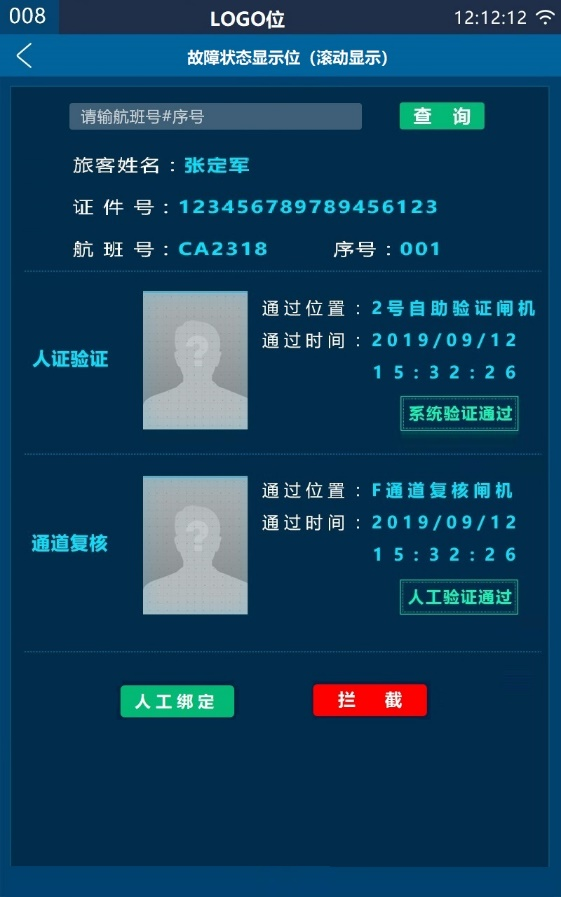 008 LOGO位 12:12:12
故障状态显示位（滚动显示）
请输航班号#序号 查 询
旅客姓名：张定军
证件号：123456789789456123
航班号：CA2318 序号：001
人证验证
通过位置：2号自助验证闸机
通过时间：2019/09/12
15:32:26
系统验证通过
通道复核
通过位置：F通道复核闸机
通过时间：2019/09/12
15:32:26
人工验证通过
人工绑定 拦 截